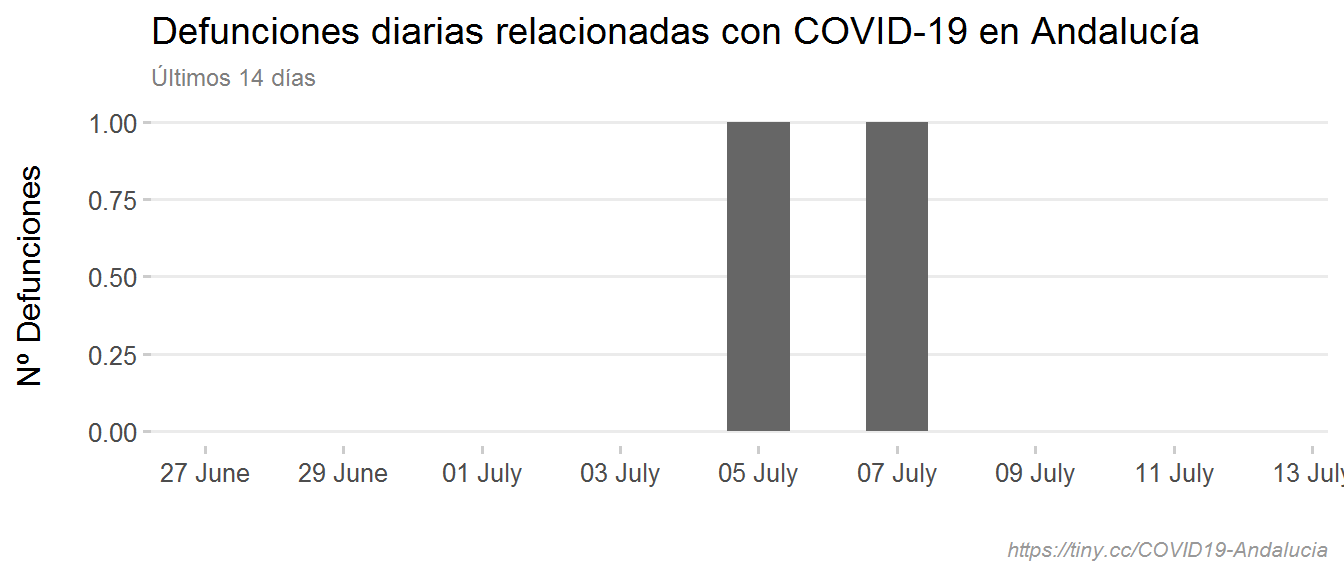 Defunciones diarias relacionadas con COVID-19 en Andalucía
Últimos 14 días
Nº Defunciones
1.00
0.75
0.50
0.25
0.00
27 June 29 June 01 July 03 July 05 July 07 July 09 July 11 July 13 July
https://tiny.cc/COVID19-Andalucia